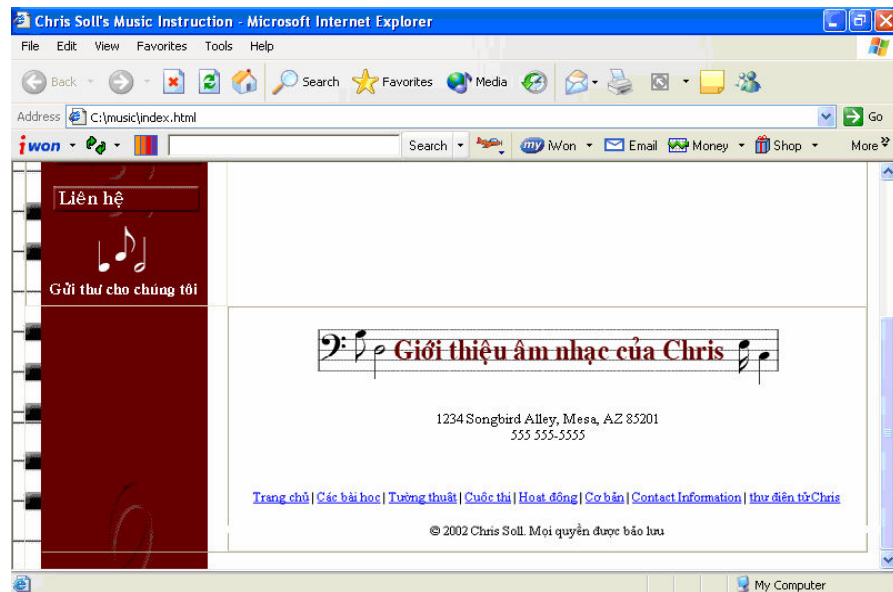 Chris Soll's Music Instruction - Microsoft Internet Explorer
File Edit View Favorites Tools Help
Back Search Favorites Media
Address C:\music\index.html Go
iwon Search my iWon Email Money Shop More
Liên hệ
Gửi thư cho chúng tôi
Giới thiệu âm nhạc của Chris
1234 Songbird Alley, Mesa, AZ 85201
555 555-5555
Trang chủ | Các bài học | Tường thuật | Cuộc thi | Hoạt động | Cơ bản | Contact Information | thư điện tử Chris
© 2002 Chris Soll. Mọi quyền được bảo lưu
My Computer